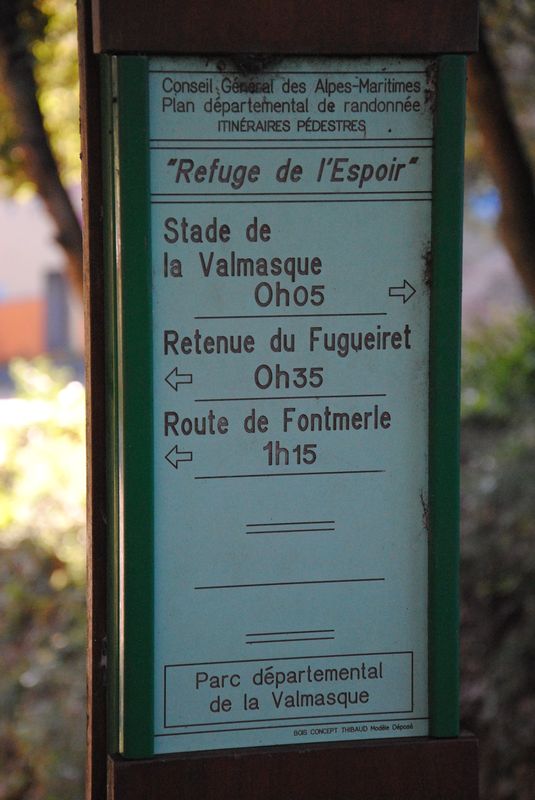 Conseil Général des Alpes-Maritimes
Plan départemental de randonnée
ITINÉRAIRES PÉDESTRES
"Refuge de l'Espoir"
Stade de
la Valmasque
0h05
Retenue du Fugueiret
0h35
Route de Fontmerle
1h15
Parc départemental
de la Valmasque
BOIS CONCEPT THIBAUD Modèle Déposé